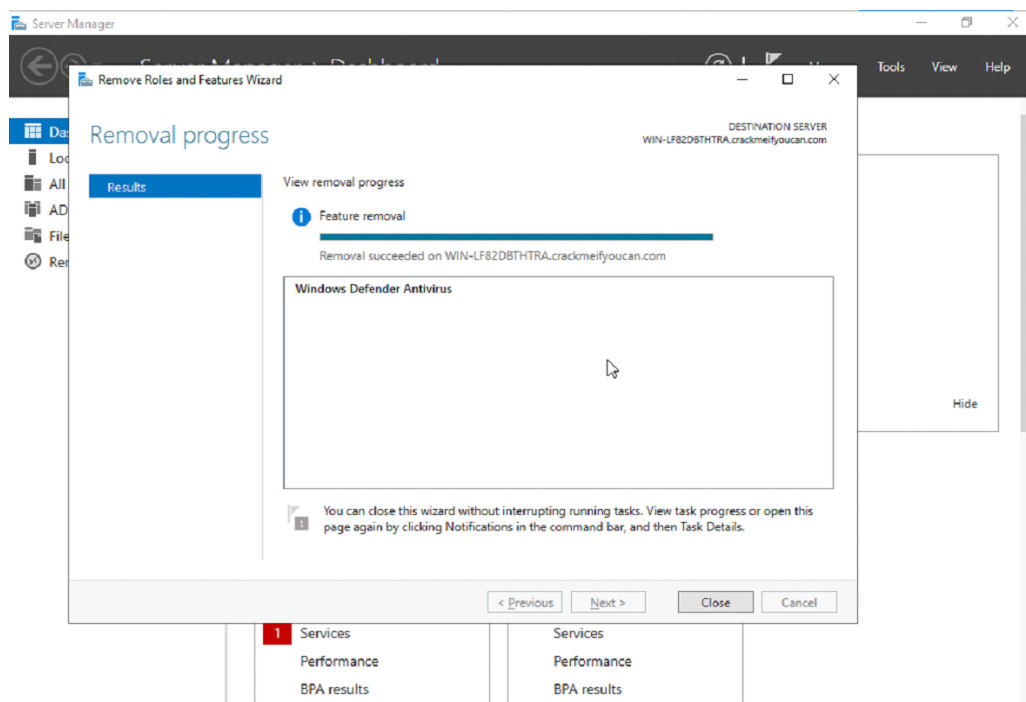 Server Manager
Tools View Help
Remove Roles and Features Wizard
Removal progress
DESTINATION SERVER
WIN-LF82DBTHTRA.crackmeifyoucan.com
Results
View removal progress
Feature removal
Removal succeeded on WIN-LF82DBTHTRA.crackmeifyoucan.com
Windows Defender Antivirus
All
AD
File
Hide
1
You can close this wizard without interrupting running tasks. View task progress or open this
page again by clicking Notifications in the command bar, and then Task Details.
< Previous Next > Close Cancel
1 Services
Performance
BPA results
Services
Performance
BPA results